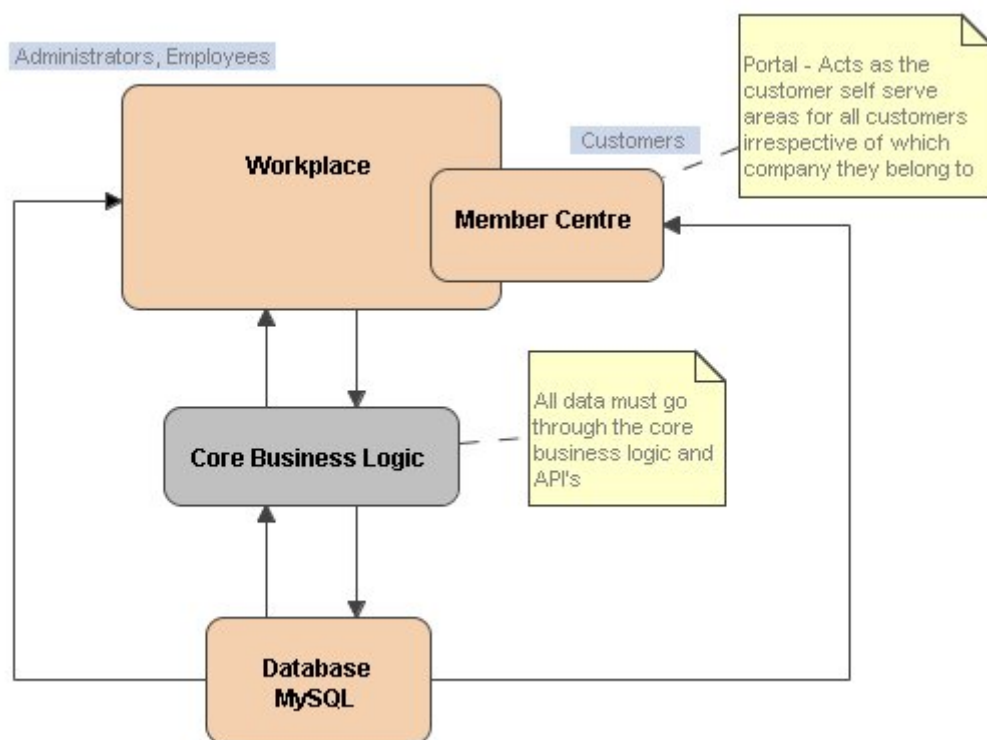 Administrators, Employees
Portal - Acts as the
customer self serve
areas for all customers
irrespective of which
company they belong to
Customers
Workplace
Member Centre
All data must go
through the core
business logic and
API's
Core Business Logic
Database
MySQL